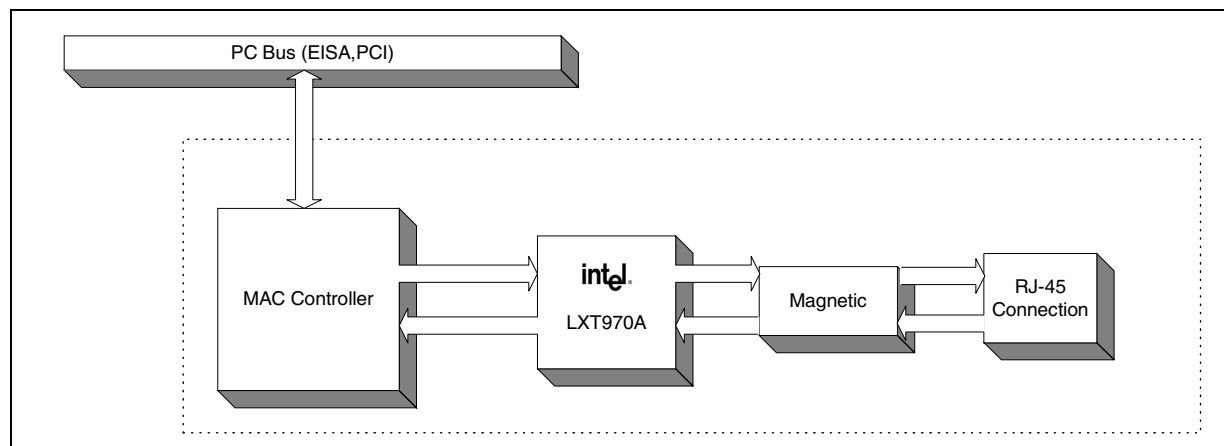 PC Bus (EISA,PCI)
MAC Controller
intel.
LXT970A
Magnetic
RJ-45
Connection